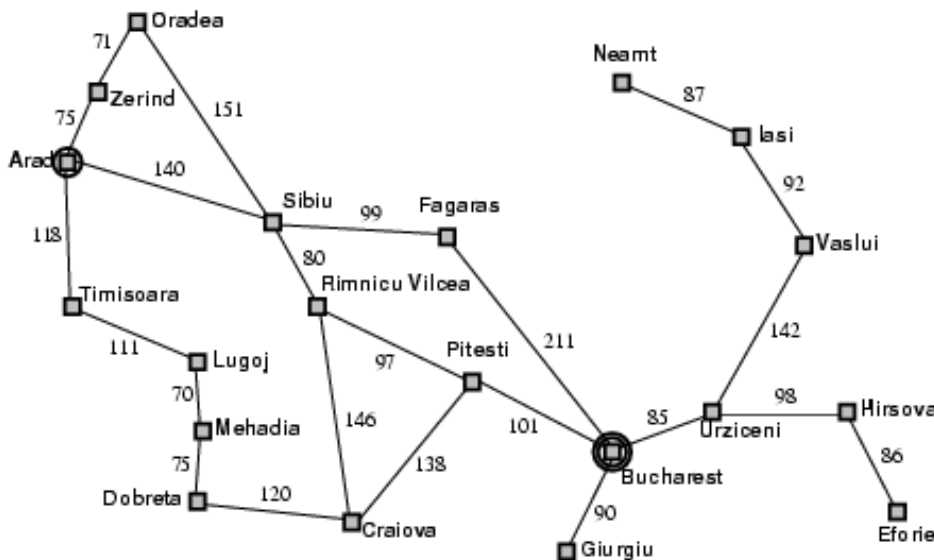 Oradea
71
Neamt
Zerind
87
75
151
Iasi
Arad
140
92
Sibiu
99
Fagaras
118
Vaslui
80
Timisoara
Rimnicu Vilcea
142
111
Lugoj
97
Pitesti
211
70
146
98
Hirsova
Mehadia
101
85
Urziceni
75
138
86
Dobreta
120
Bucharest
90
Craiova
Eforie
Giurgiu